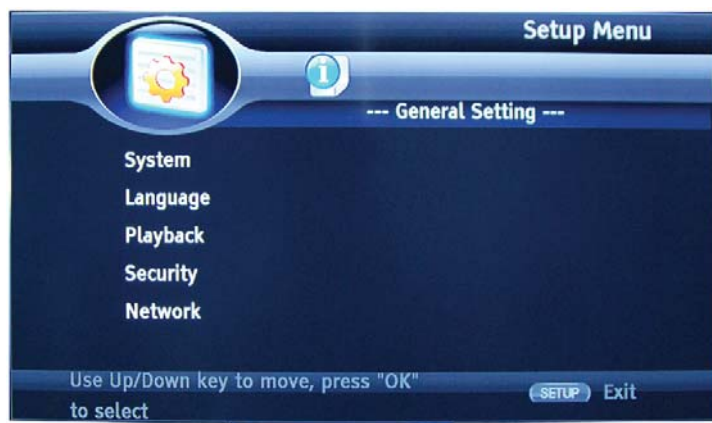 Setup Menu
--- General Setting ---
System
Language
Playback
Security
Network
Use Up/Down key to move, press "OK"
to select
SETUP Exit